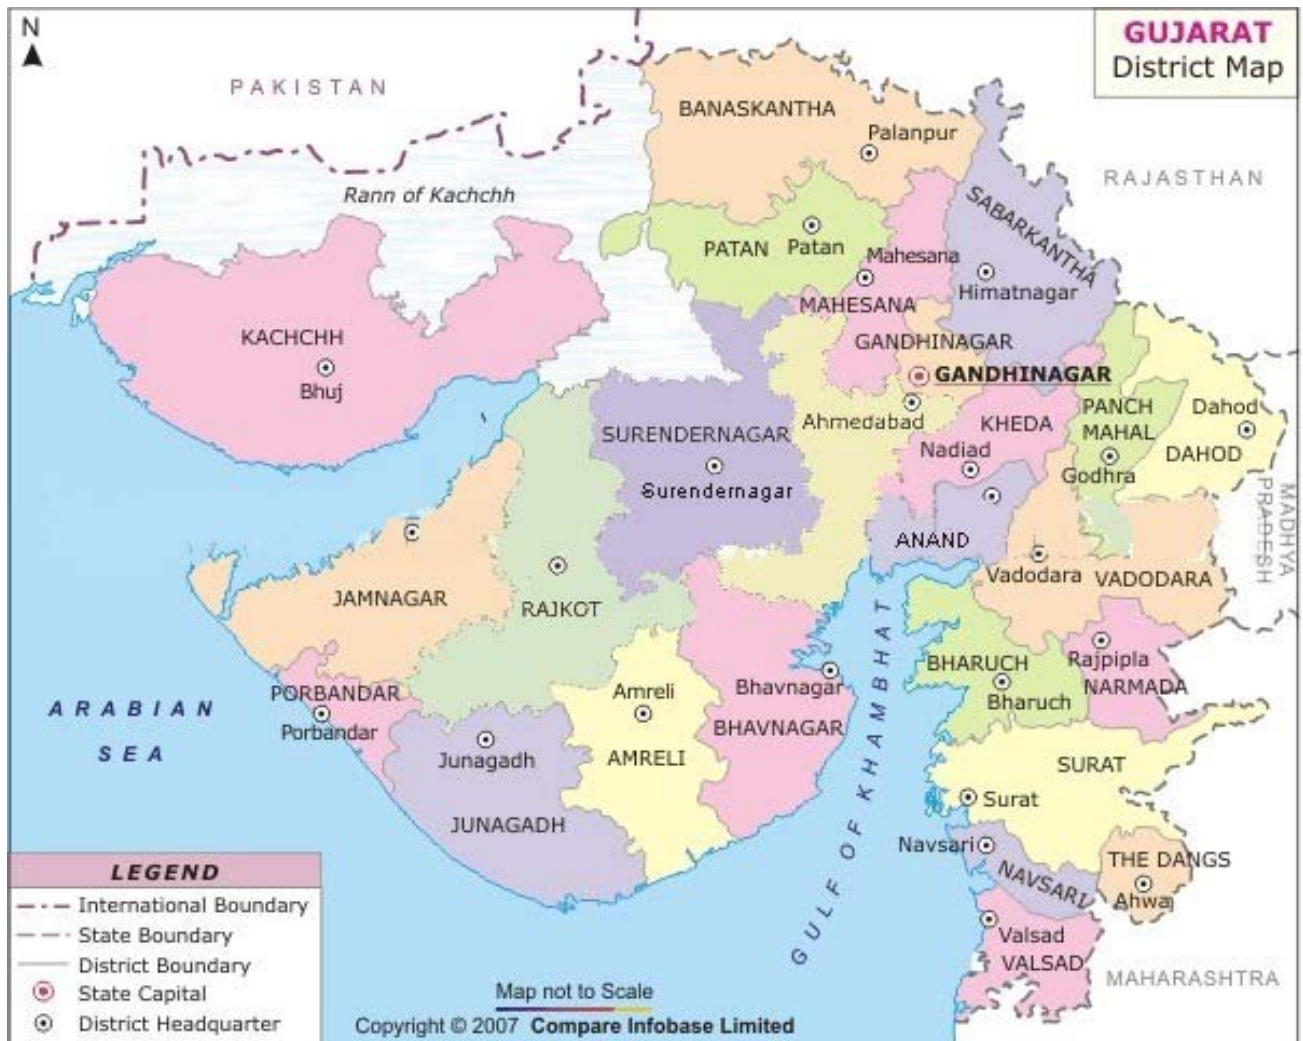 N
GUJARAT
District Map
PAKISTAN
BANASKANTHA
Palanpur
RAJASTHAN
Rann of Kachchh
SABARKANTHA
PATAN
Patan
Mahesana
Himatnagar
MAHESANA
KACHCHH
GANDHINAGAR
GANDHINAGAR
Bhuj
PANCH
MAHAL
Dahod
Ahmedabad
KHEDA
SURENDERNAGAR
Nadiad
DAHOD
Godhra
Surendernagar
MADHYA
PRADESH
ANAND
Vadodara
VADODARA
JAMNAGAR
RAJKOT
BHARUCH
Rajpipla
PORBANDAR
Amreli
Bhavnagar
NARMADA
Bharuch
ARABIAN
SEA
Porbandar
BHAVNAGAR
Junagadh
AMRELI
SURAT
GULF OF KHAMBHAT
Surat
JUNAGADH
Navsari
THE DANGS
NAVSARI
Ahwa
Valsad
VALSAD
MAHARASHTRA
LEGEND
International Boundary
State Boundary
District Boundary
State Capital
District Headquarter
Map not to Scale
Copyright © 2007 Compare Infobase Limited